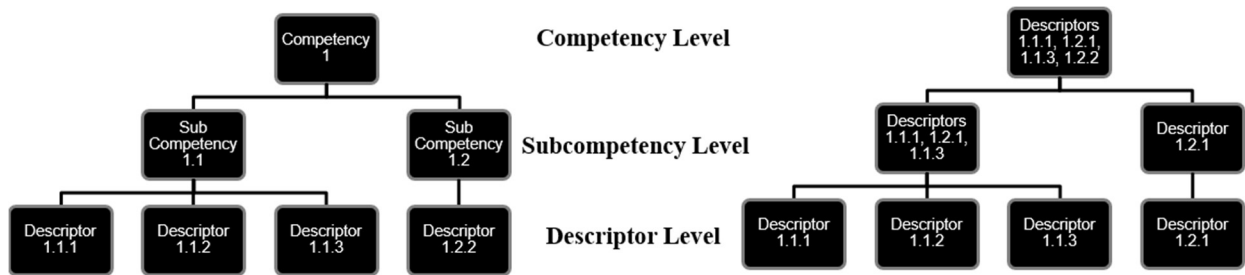 Competency
1
Competency Level
Descriptors
1.1.1, 1.2.1,
1.1.3, 1.2.2
Sub
Competency
1.1
Sub
Competency
1.2
Subcompetency Level
Descriptors
1.1.1, 1.2.1,
1.1.3
Descriptor
1.2.1
Descriptor
1.1.1
Descriptor
1.1.2
Descriptor
1.1.3
Descriptor
1.2.2
Descriptor Level
Descriptor
1.1.1
Descriptor
1.1.2
Descriptor
1.1.3
Descriptor
1.2.1